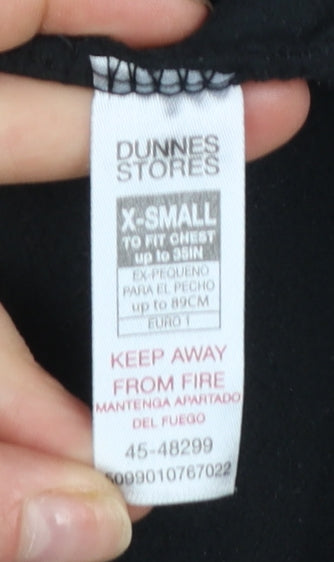 DUNNES
STORES
X-SMALL
TO FIT CHEST
up to 35IN
EX-PEQUENO
PARA EL PECHO
up to 89CM
EURO 1
KEEP AWAY
FROM FIRE
MANTENGA APARTADO
DEL FUEGO
45-48299
5099010767022